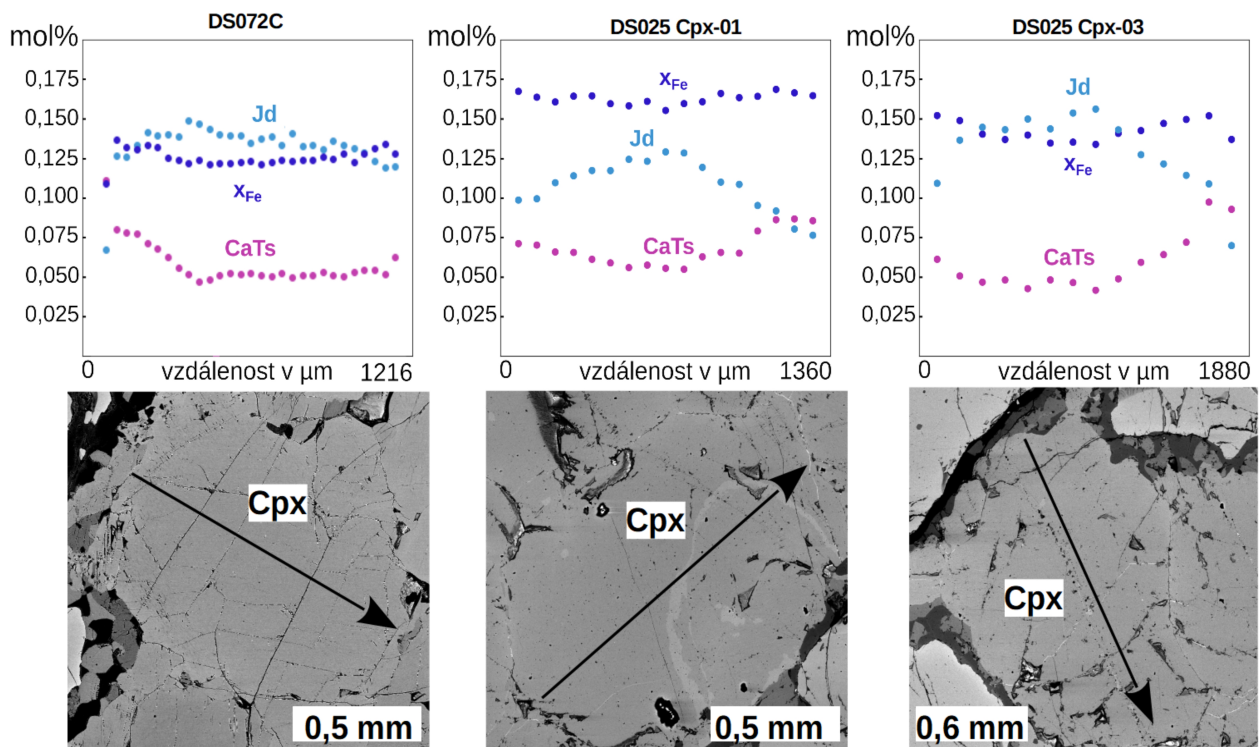 DS072C
mol%
0,175
0,150
0,125
0,100
0,075
0,050
0,025
Jd
xFe
CaTs
0 vzdálenost v µm 1216
DS025 Cpx-01
mol%
0,175
0,150
0,125
0,100
0,075
0,050
0,025
xFe
Jd
CaTs
0 vzdálenost v µm 1360
DS025 Cpx-03
mol%
0,175
0,150
0,125
0,100
0,075
0,050
0,025
Jd
xFe
CaTs
0 vzdálenost v µm 1880
Cpx
0,5 mm
Cpx
0,5 mm
Cpx
0,6 mm